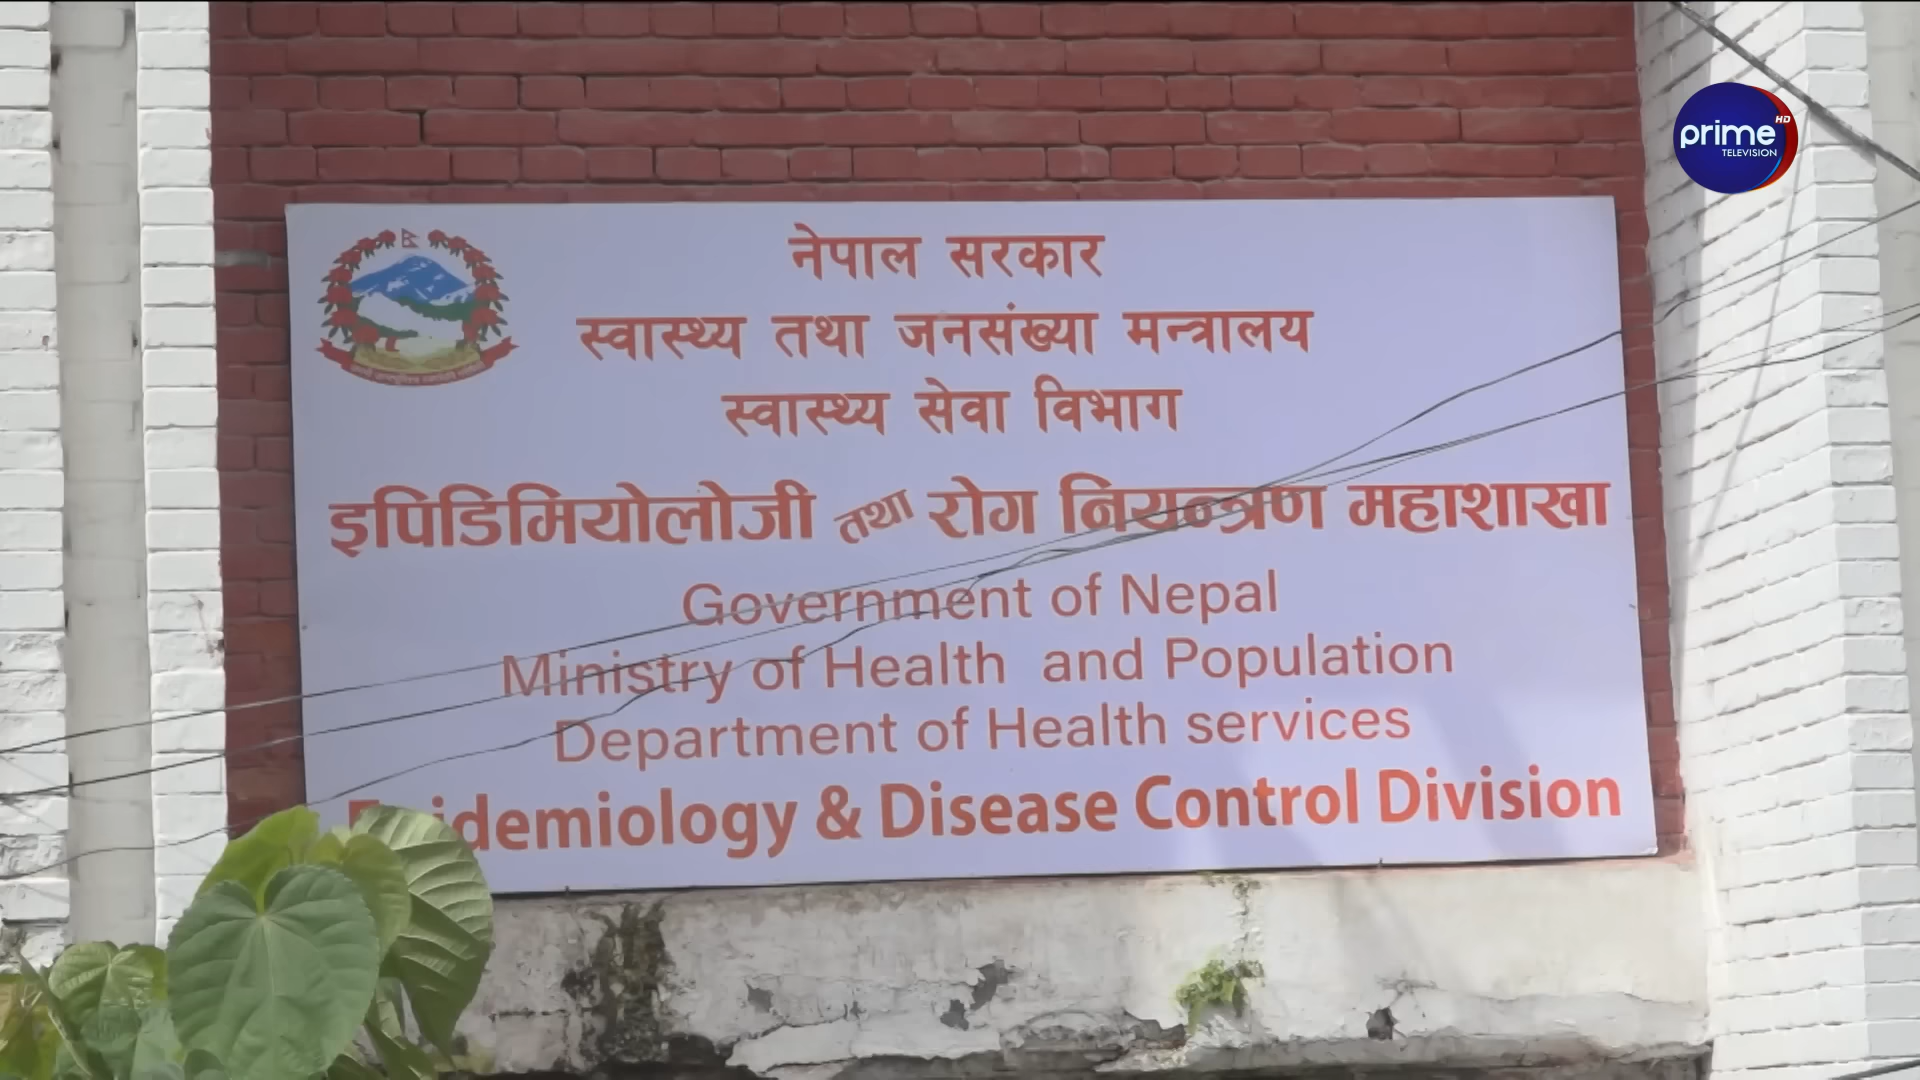 prime HD
TELEVISION
नेपाल सरकार
स्वास्थ्य तथा जनसंख्या मन्त्रालय
स्वास्थ्य सेवा विभाग
इपिडिमियोलोजी तथा रोग नियन्त्रण महाशाखा
Government of Nepal
Ministry of Health and Population
Department of Health services
Epidemiology & Disease Control Division